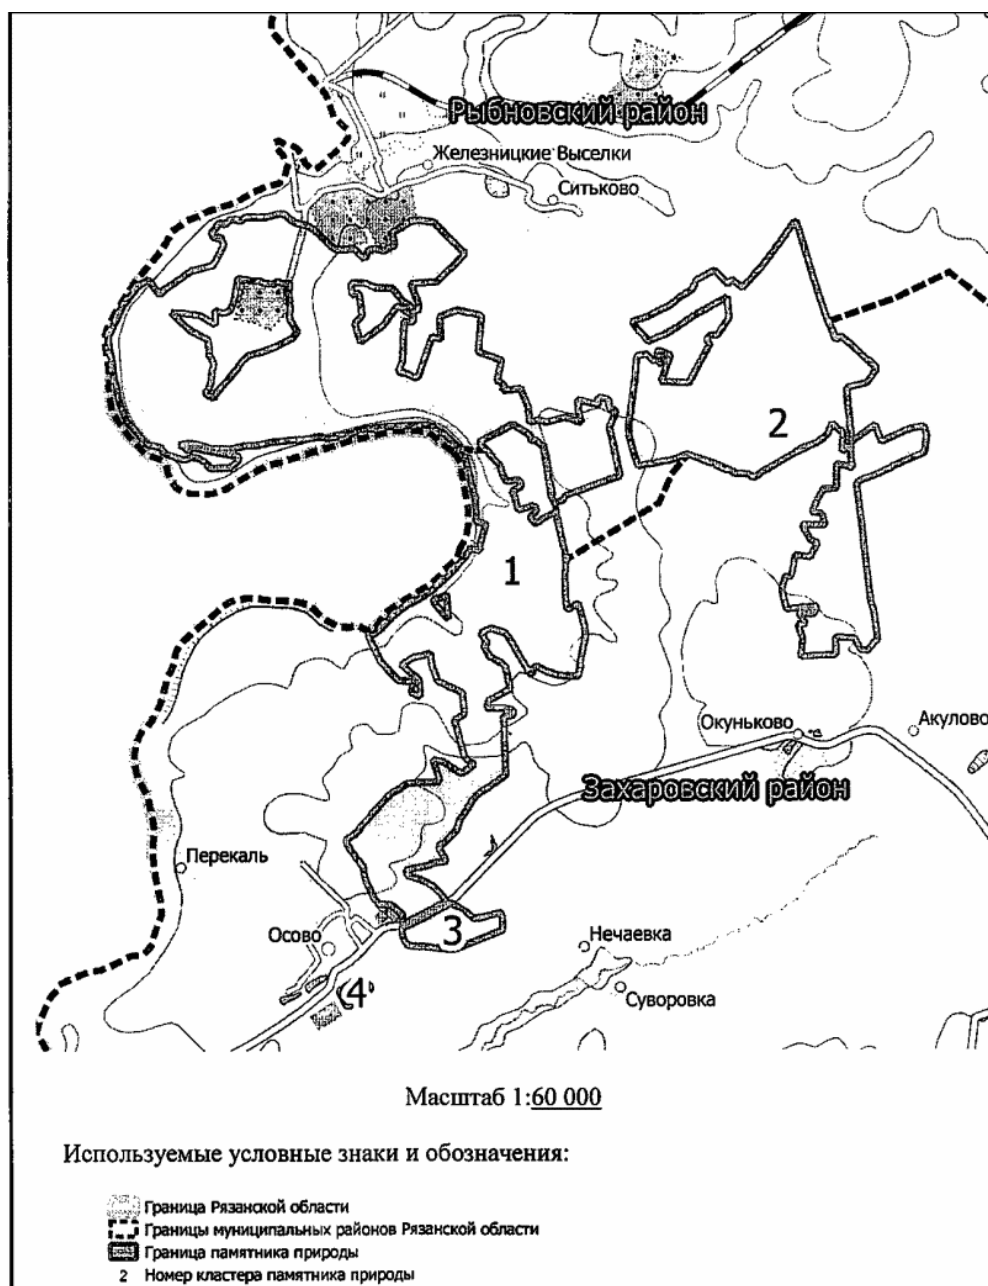 Рыбновский район
Железницкие Выселки
Ситьково
2
1
Окуньково
Акулово
Захаровский район
Перекаль
3
Осово
Нечаевка
4
Суворовка
Масштаб 1:60 000
Используемые условные знаки и обозначения:
Граница Рязанской области
Границы муниципальных районов Рязанской области
Граница памятника природы
2 Номер кластера памятника природы